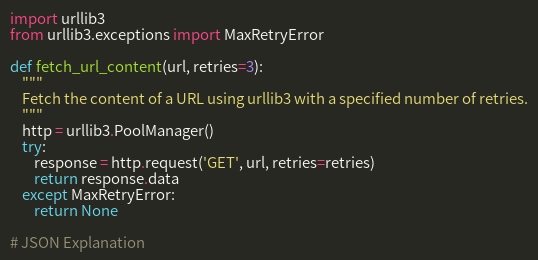 import urllib3
from urllib3.exceptions import MaxRetryError
def fetch_url_content(url, retries=3):
"""
Fetch the content of a URL using urllib3 with a specified number of retries.
"""
http = urllib3.PoolManager()
try:
response = http.request('GET', url, retries=retries)
return response.data
except MaxRetryError:
return None
# JSON Explanation